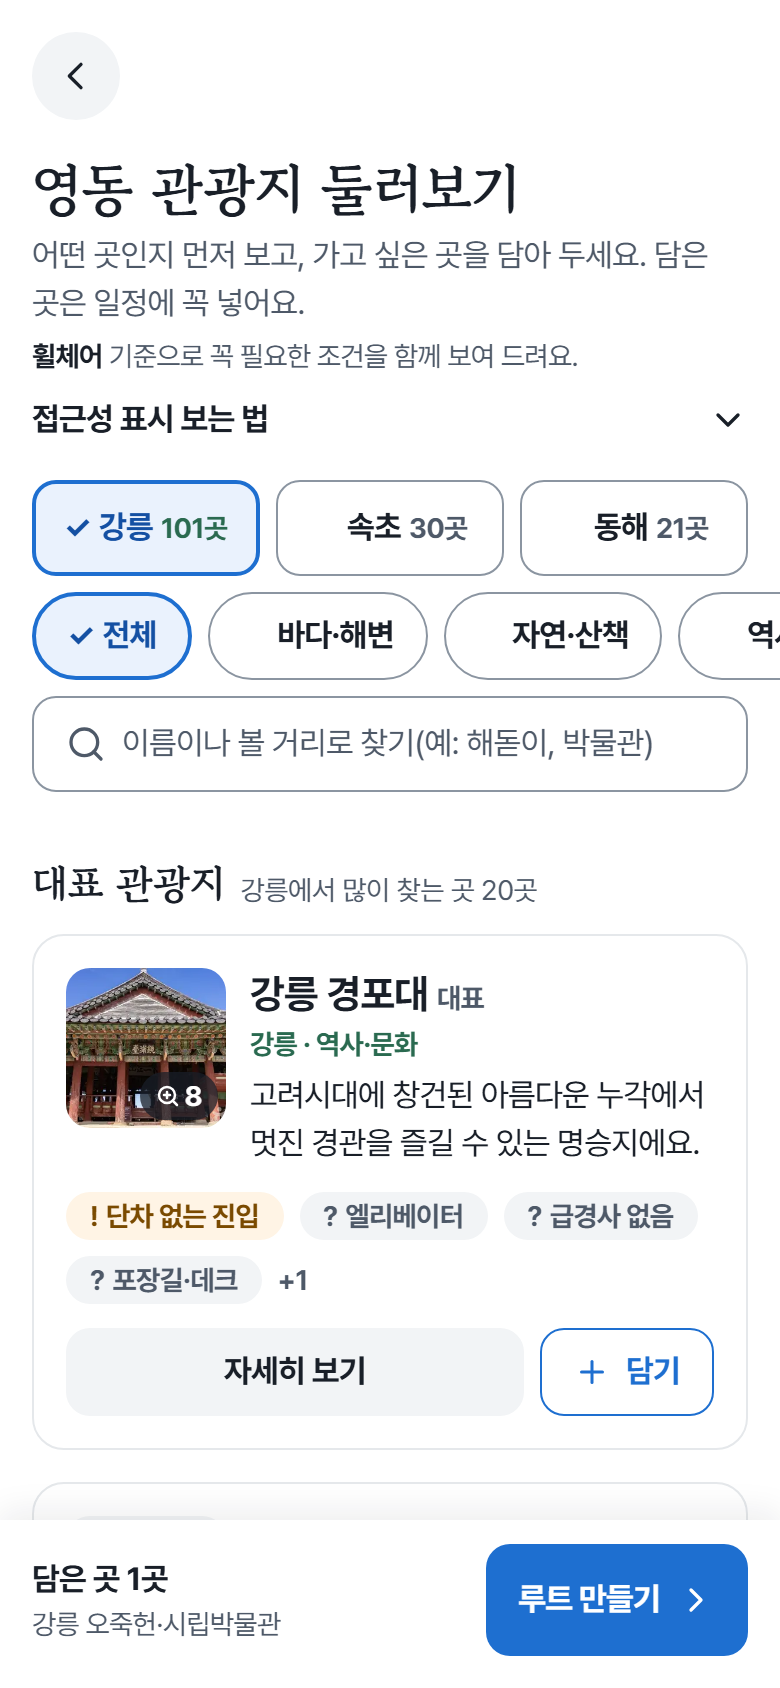 영동 관광지 둘러보기
어떤 곳인지 먼저 보고, 가고 싶은 곳을 담아 두세요. 담은
곳은 일정에 꼭 넣어요.
휠체어 기준으로 꼭 필요한 조건을 함께 보여 드려요.
접근성 표시 보는 법
✓ 강릉 101곳 속초 30곳 동해 21곳
✓ 전체 바다·해변 자연·산책
이름이나 볼 거리로 찾기(예: 해돋이, 박물관)
대표 관광지 강릉에서 많이 찾는 곳 20곳
강릉 경포대 대표
강릉 · 역사·문화
고려시대에 창건된 아름다운 누각에서
멋진 경관을 즐길 수 있는 명승지에요.
8
! 단차 없는 진입 ? 엘리베이터 ? 급경사 없음
? 포장길·데크 +1
자세히 보기 + 담기
담은 곳 1곳
강릉 오죽헌·시립박물관
루트 만들기